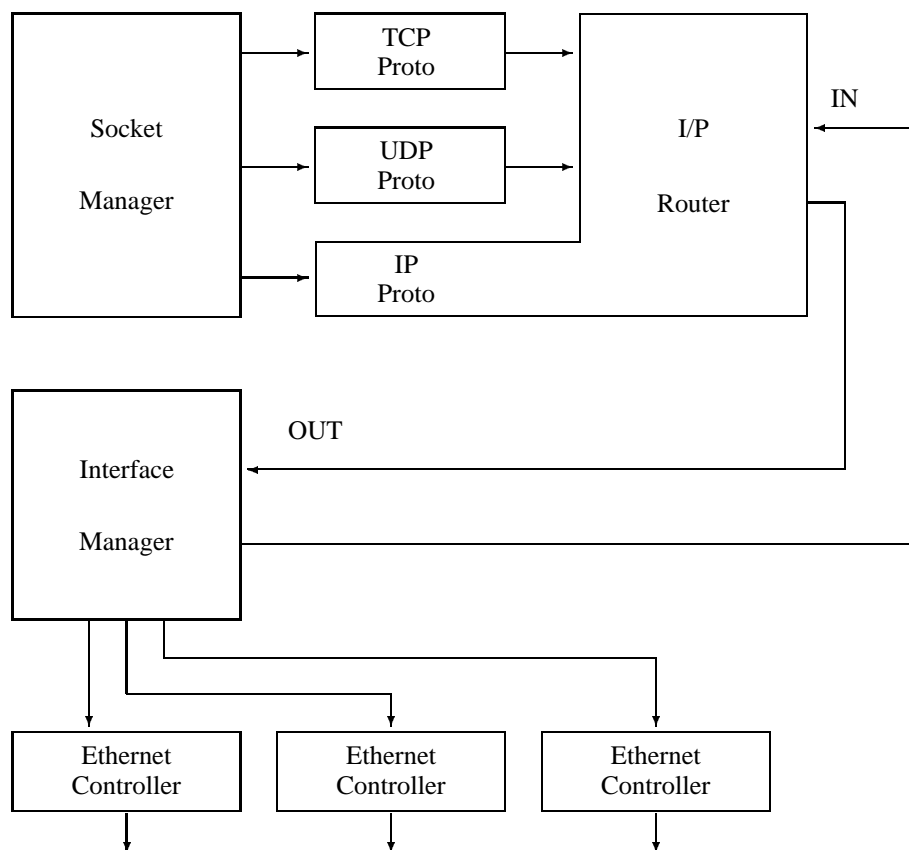 Socket
Manager
TCP
Proto
UDP
Proto
IP
Proto
I/P
Router
IN
OUT
Interface
Manager
Ethernet
Controller
Ethernet
Controller
Ethernet
Controller